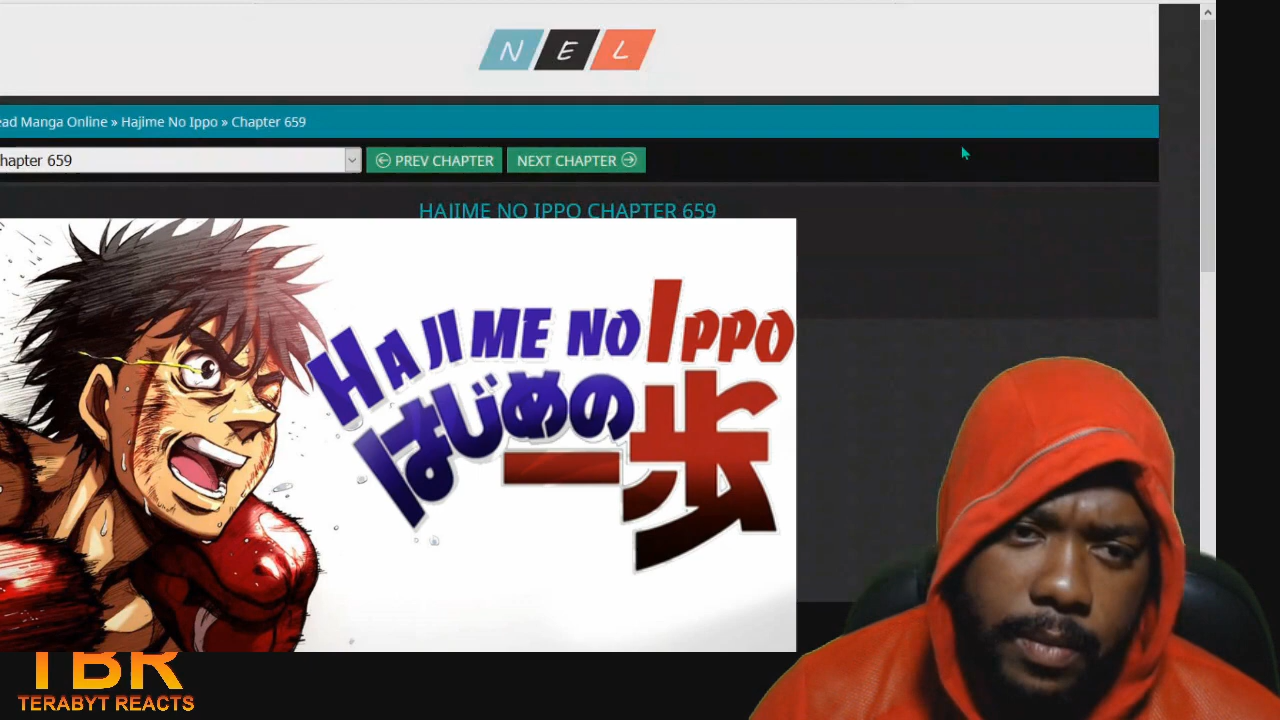 N E L
ead Manga Online » Hajime No Ippo » Chapter 659
hapter 659
PREV CHAPTER
NEXT CHAPTER
HAJIME NO IPPO CHAPTER 659
HAJIME NO IPPO
はじめの
一歩
TBR
TERABYT REACTS